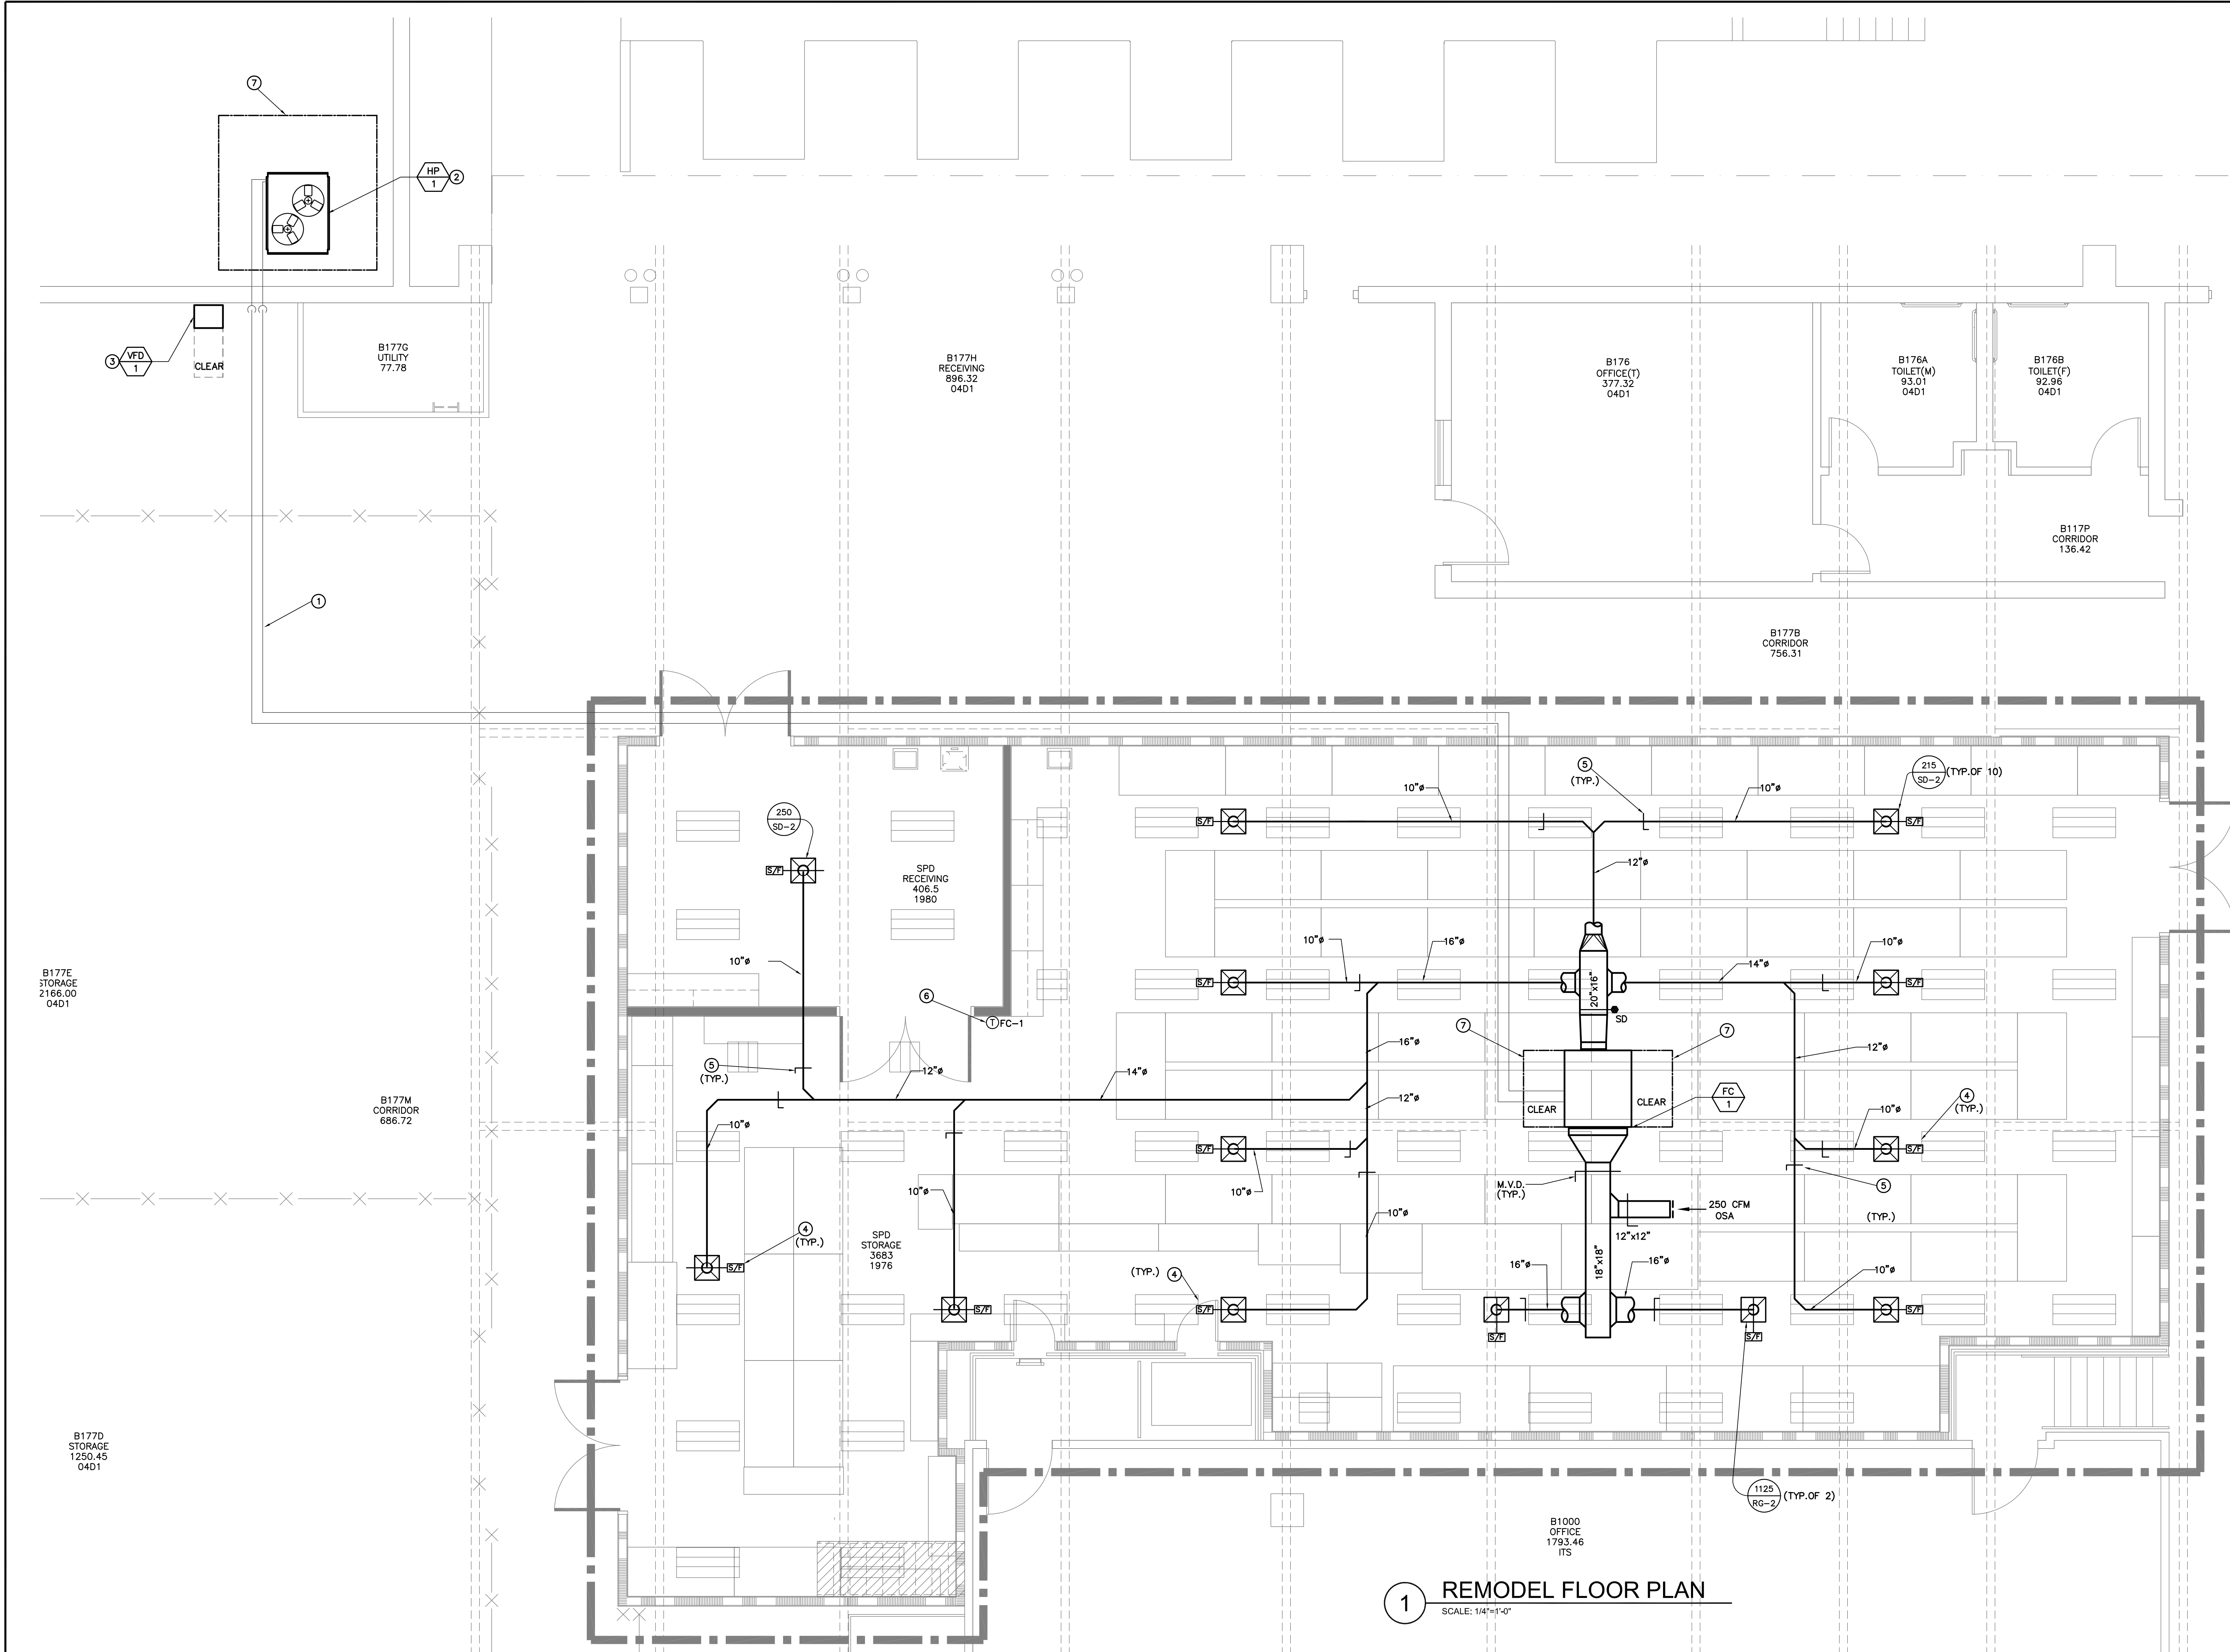 7
HP
1
2
3
VFD
1
CLEAR
B177G
UTILITY
77.78
B177H
RECEIVING
896.32
04D1
B176
OFFICE(T)
377.32
04D1
B176A
TOILET(M)
93.01
04D1
B176B
TOILET(F)
92.96
04D1
B117P
CORRIDOR
136.42
1
B177B
CORRIDOR
756.31
5
(TYP.)
215
SD-2
(TYP.OF 10)
10"ø
10"ø
S/F
S/F
250
SD-2
S/F
12"ø
SPD
RECEIVING
406.5
1980
10"ø
10"ø
16"ø
10"ø
14"ø
S/F
S/F
20"x16"
SD
B177E
STORAGE
2166.00
04D1
6
T
FC-1
7
7
16"ø
12"ø
5
(TYP.)
12"ø
14"ø
12"ø
CLEAR
CLEAR
FC
1
4
(TYP.)
10"ø
B177M
CORRIDOR
686.72
10"ø
S/F
S/F
10"ø
10"ø
M.V.D.
(TYP.)
5
(TYP.)
250 CFM
OSA
12"x12"
10"ø
4
(TYP.)
SPD
STORAGE
3683
1976
S/F
18"x18"
16"ø
16"ø
10"ø
(TYP.)
4
S/F
S/F
S/F
S/F
S/F
B177D
STORAGE
1250.45
04D1
1125
RG-2
(TYP.OF 2)
B1000
OFFICE
1793.46
ITS
1
REMODEL FLOOR PLAN
SCALE: 1/4"=1'-0"